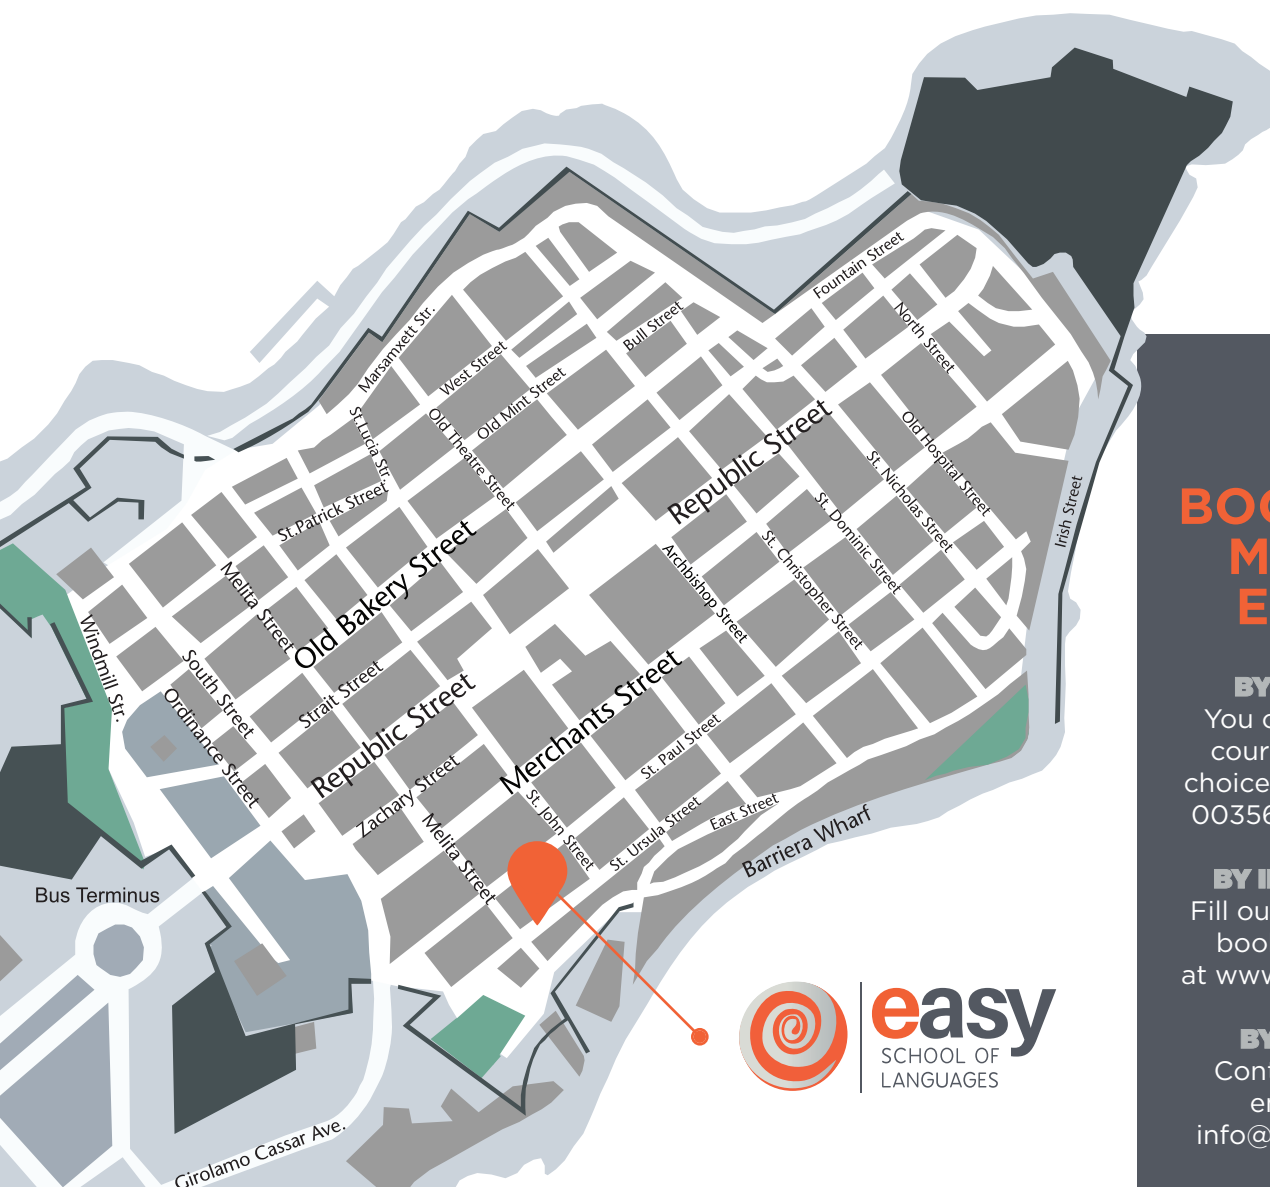 Fountain Street
North Street
Bull Street
Marsamxett Str.
West Street
Old Mint Street
St.Lucia Str.
Old Theatre Street
Republic Street
Old Hospital Street
St. Nicholas Street
Irish Street
St.Patrick Street
St. Dominic Street
St. Christopher Street
Archbishop Street
Old Bakery Street
Melita Street
Windmill Str.
South Street
Ordinance Street
Strait Street
Republic Street
Merchants Street
St. Paul Street
Zachary Street
St. John Street
Melita Street
St. Ursula Street
East Street
Barriera Wharf
Bus Terminus
Girolamo Cassar Ave.
easy
SCHOOL OF
LANGUAGES
BY
You
cour
choice
00356
BY
Fill ou
boo
at www
BY
Con
info@